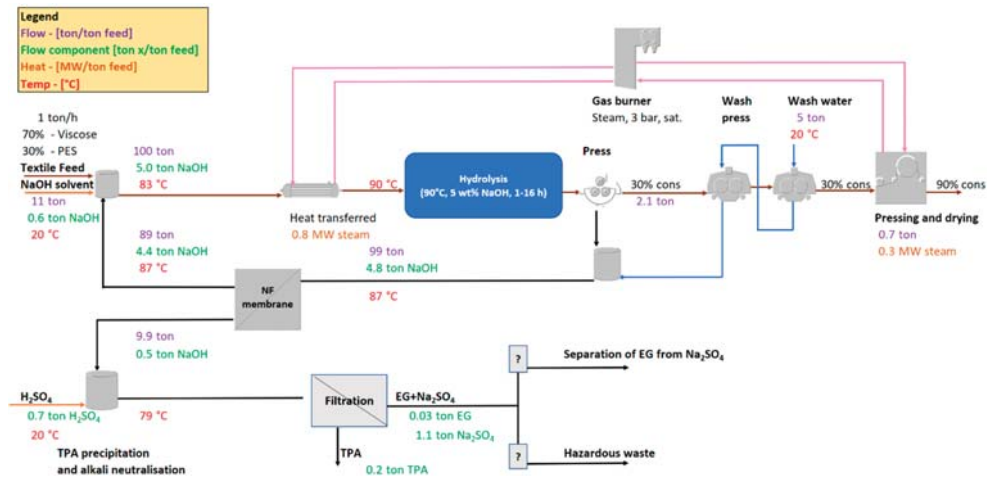 Legend
Flow - [ton/ton feed]
Flow component [ton x/ton feed]
Heat - [MW/ton feed]
Temp - [°C]
1 ton/h
70% - Viscose
30% - PES
Textile Feed
NaOH solvent
11 ton
0.6 ton NaOH
20 °C
100 ton
5.0 ton NaOH
83 °C
Heat transferred
0.8 MW steam
90 °C
Hydrolysis
(90°C, 5 wt% NaOH, 1-16 h)
Gas burner
Steam, 3 bar, sat.
Press
30% cons
2.1 ton
Wash
press
Wash water
5 ton
20 °C
30% cons
90% cons
Pressing and drying
0.7 ton
0.3 MW steam
89 ton
4.4 ton NaOH
87 °C
NF
membrane
99 ton
4.8 ton NaOH
87 °C
9.9 ton
0.5 ton NaOH
H₂SO₄
0.7 ton H₂SO₄
20 °C
79 °C
TPA precipitation
and alkali neutralisation
Filtration
EG+Na₂SO₄
0.03 ton EG
1.1 ton Na₂SO₄
TPA
0.2 ton TPA
?
Separation of EG from Na₂SO₄
?
Hazardous waste